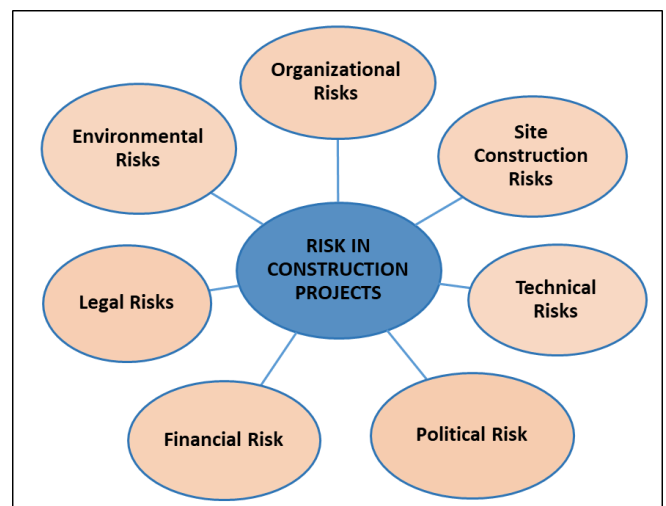 Organizational
Risks
Environmental
Risks
Site
Construction
Risks
RISK IN
CONSTRUCTION
PROJECTS
Legal Risks
Technical
Risks
Financial Risk
Political Risk